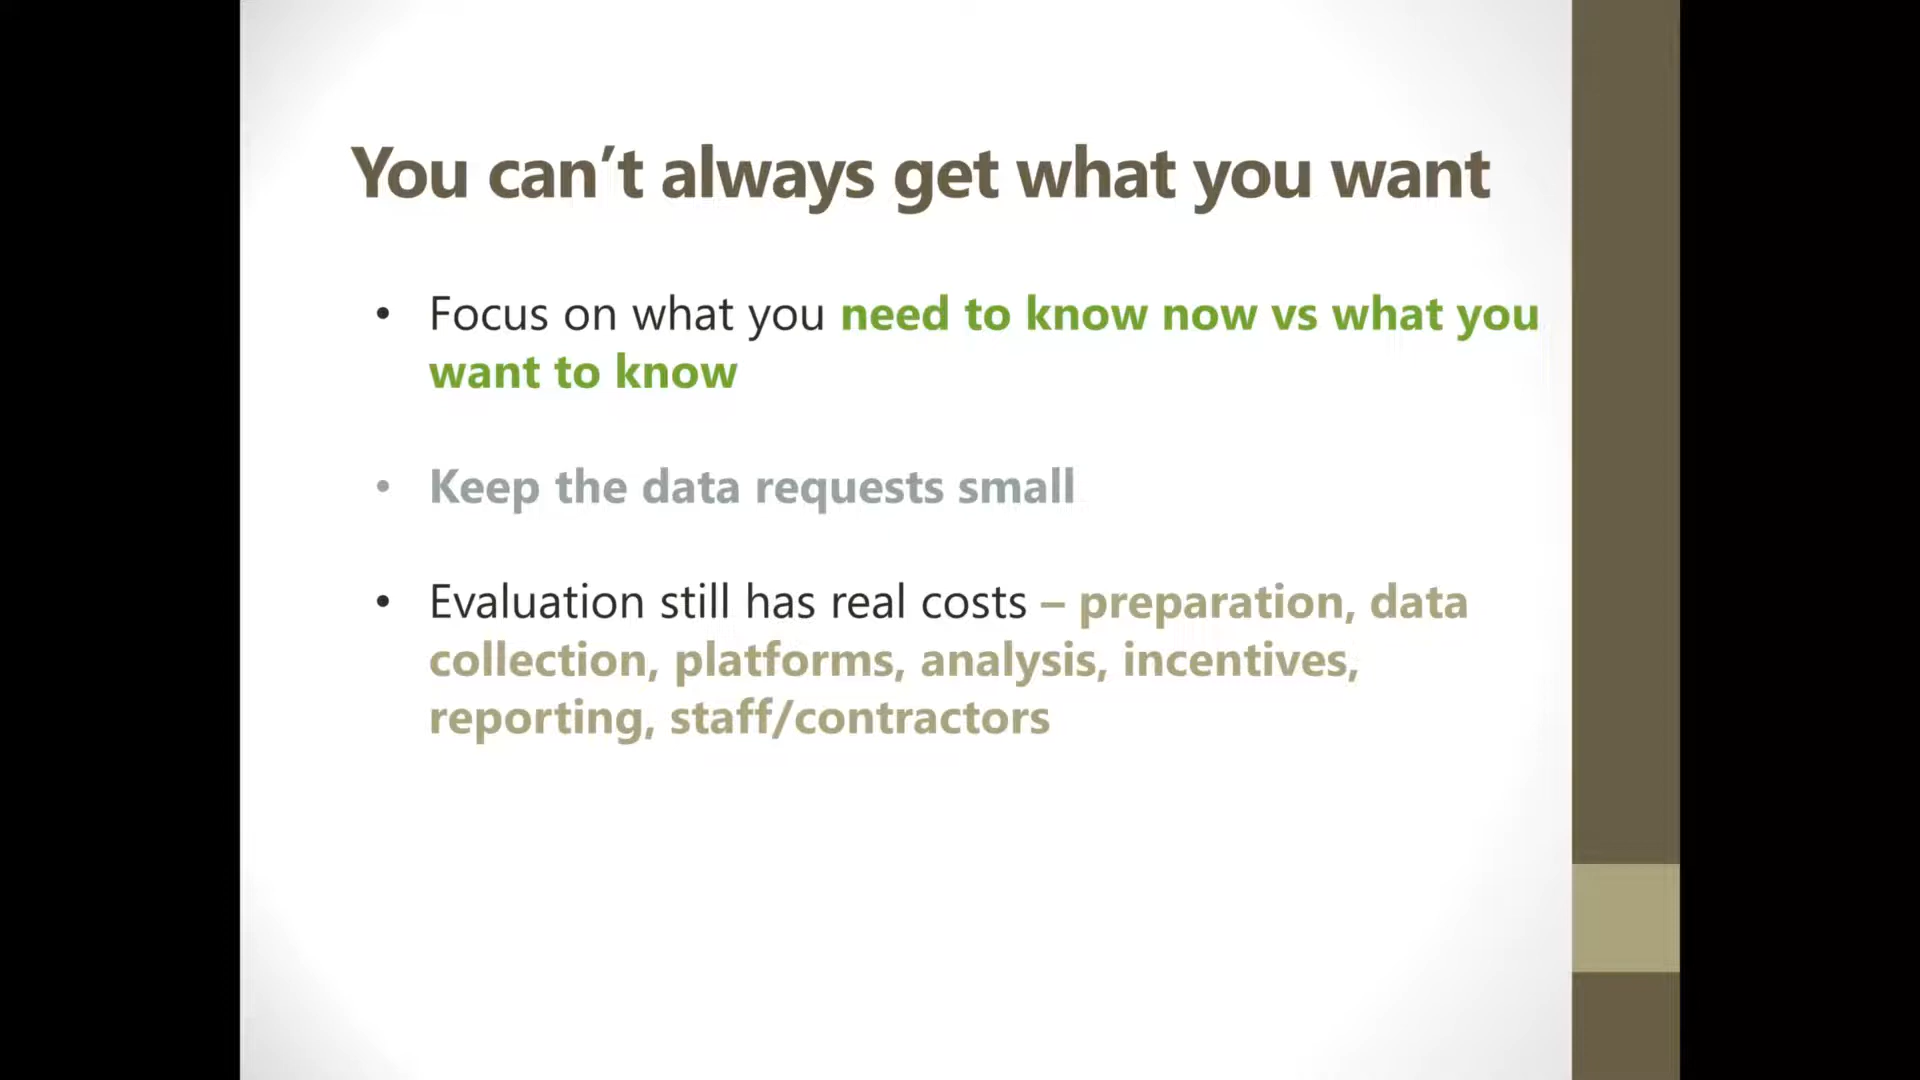 You can’t always get what you want
• Focus on what you need to know now vs what you
want to know
• Keep the data requests small
• Evaluation still has real costs – preparation, data
collection, platforms, analysis, incentives,
reporting, staff/contractors